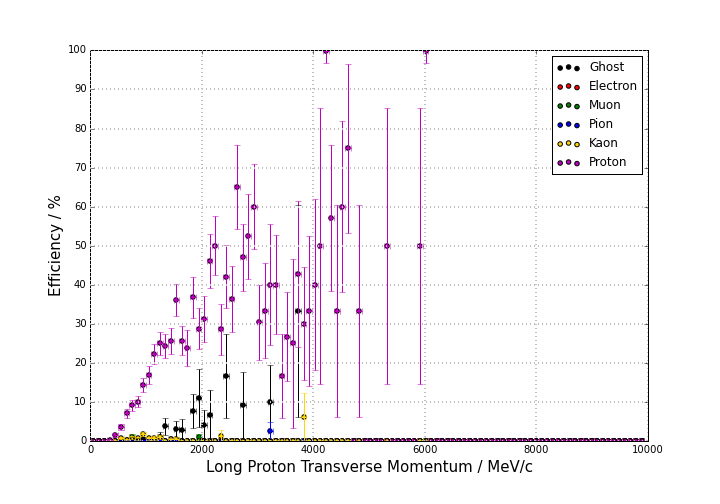 100
90
80
70
60
50
40
30
20
10
0
Efficiency / %
Ghost
Electron
Muon
Pion
Kaon
Proton
0 2000 4000 6000 8000 10000
Long Proton Transverse Momentum / MeV/c